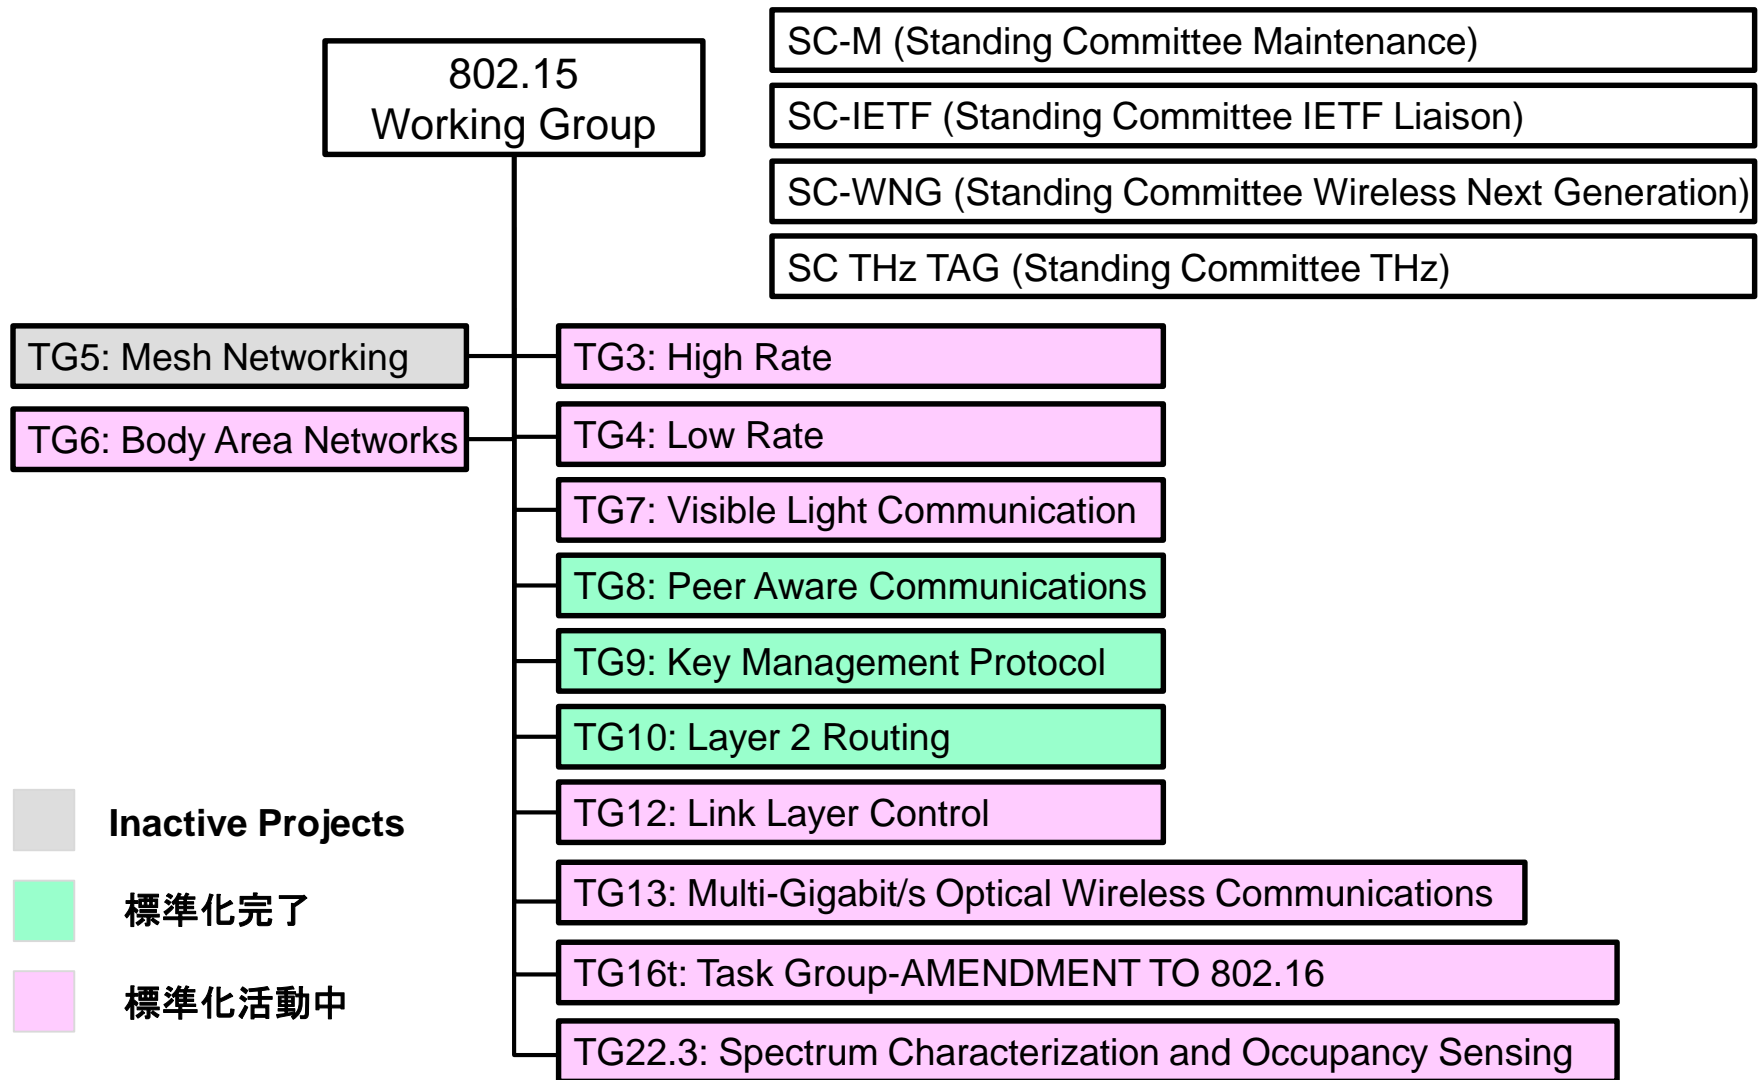 802.15
Working Group
SC-M (Standing Committee Maintenance)
SC-IETF (Standing Committee IETF Liaison)
SC-WNG (Standing Committee Wireless Next Generation)
SC THz TAG (Standing Committee THz)
TG5: Mesh Networking
TG6: Body Area Networks
TG3: High Rate
TG4: Low Rate
TG7: Visible Light Communication
TG8: Peer Aware Communications
TG9: Key Management Protocol
TG10: Layer 2 Routing
TG12: Link Layer Control
TG13: Multi-Gigabit/s Optical Wireless Communications
TG16t: Task Group-AMENDMENT TO 802.16
TG22.3: Spectrum Characterization and Occupancy Sensing
Inactive Projects
標準化完了
標準化活動中